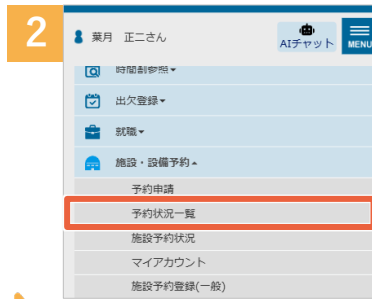 2
葉月 正二さん
AIチャット
MENU
時間割参照▾
出欠登録▾
就職▾
施設・設備予約▴
予約申請
予約状況一覧
施設予約状況
マイアカウント
施設予約登録(一般)